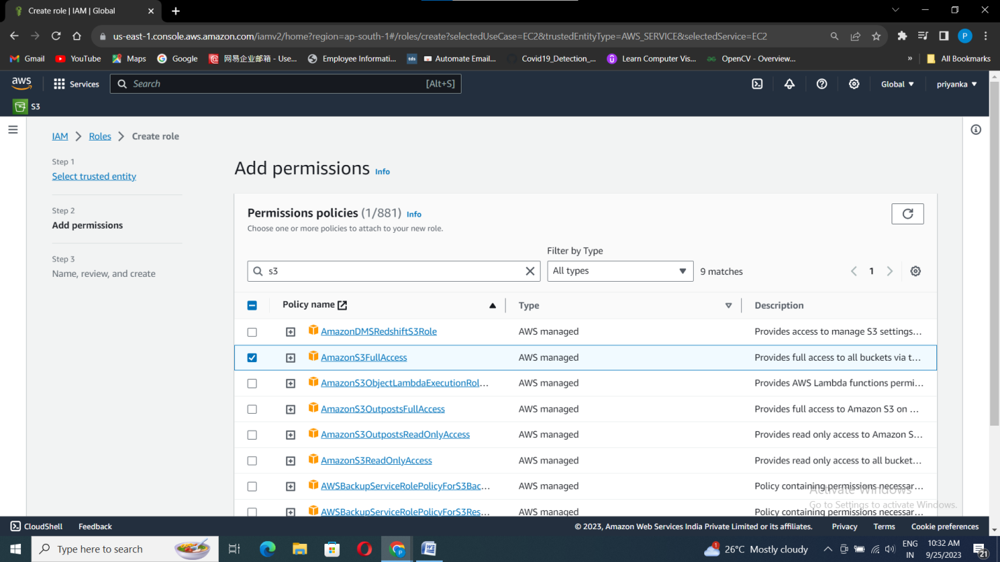 Create role | IAM | Global
us-east-1.console.aws.amazon.com/iamv2/home?region=ap-south-1#/roles/create?selectedUseCase=EC2&trustedEntityType=AWS_SERVICE&selectedService=EC2
P
Gmail YouTube Maps Google 网易企业邮箱 - Use... Employee Informati... tds Automate Email... Covid19_Detection_... Learn Computer Vis... OpenCV - Overview... » All Bookmarks
aws Services Search [Alt+S] Global priyanka
S3
IAM Roles Create role
Step 1
Select trusted entity
Step 2
Add permissions
Step 3
Name, review, and create
Add permissions Info
Permissions policies (1/881) Info
Choose one or more policies to attach to your new role.
Filter by Type
s3 All types 9 matches 1
Policy name Type Description
AmazonDMSRedshiftS3Role AWS managed Provides access to manage S3 settings...
AmazonS3FullAccess AWS managed Provides full access to all buckets via t...
AmazonS3ObjectLambdaExecutionRol... AWS managed Provides AWS Lambda functions permi...
AmazonS3OutpostsFullAccess AWS managed Provides full access to Amazon S3 on ...
AmazonS3OutpostsReadOnlyAccess AWS managed Provides read only access to Amazon S...
AmazonS3ReadOnlyAccess AWS managed Provides read only access to all bucket...
AWSBackupServiceRolePolicyForS3Bac... AWS managed Policy containing permissions necessar...
AWSBackupServiceRolePolicyForS3Res... AWS managed Policy containing permissions necessar...
Activate Windows
Go to Settings to activate Windows.
CloudShell Feedback © 2023, Amazon Web Services India Private Limited or its affiliates. Privacy Terms Cookie preferences
Type here to search 1 26°C Mostly cloudy ENG IN 10:32 AM 9/25/2023 21